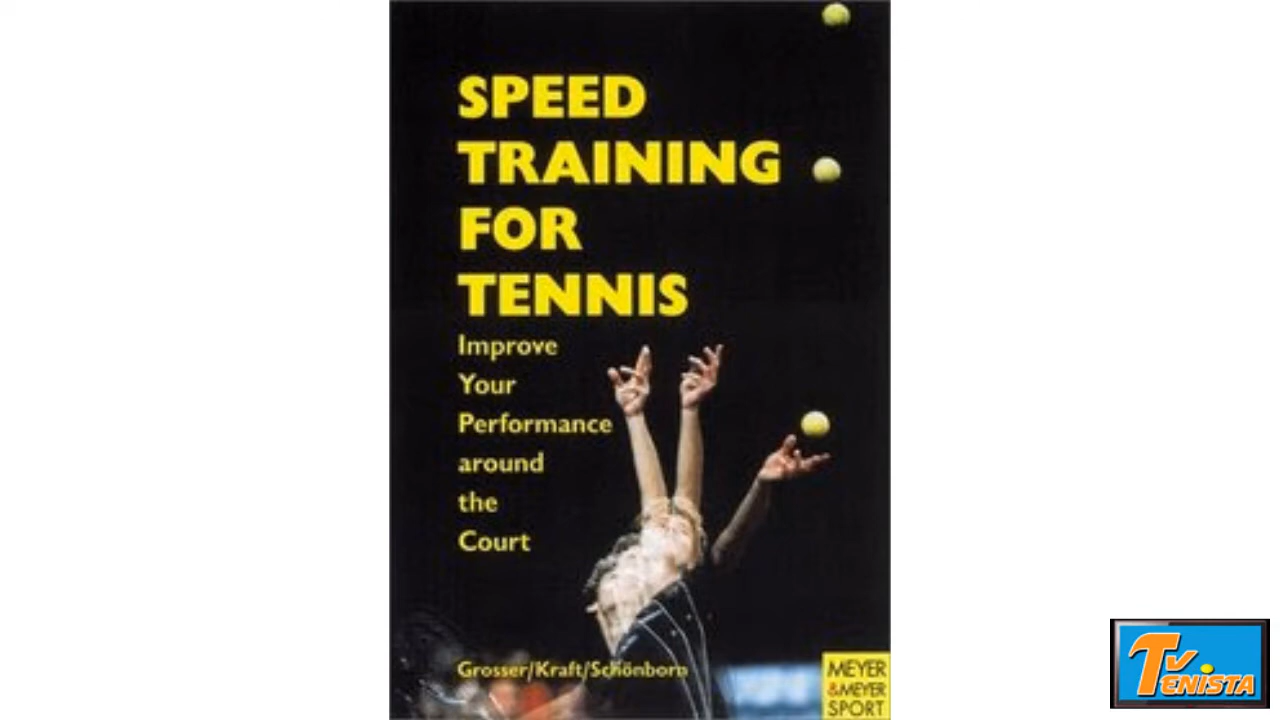 SPEED
TRAINING
FOR
TENNIS
Improve
Your
Performance
around
the
Court
Grosser/Kraft/Schönborn
MEYER
&MEYER
SPORT
TV
TENISTA